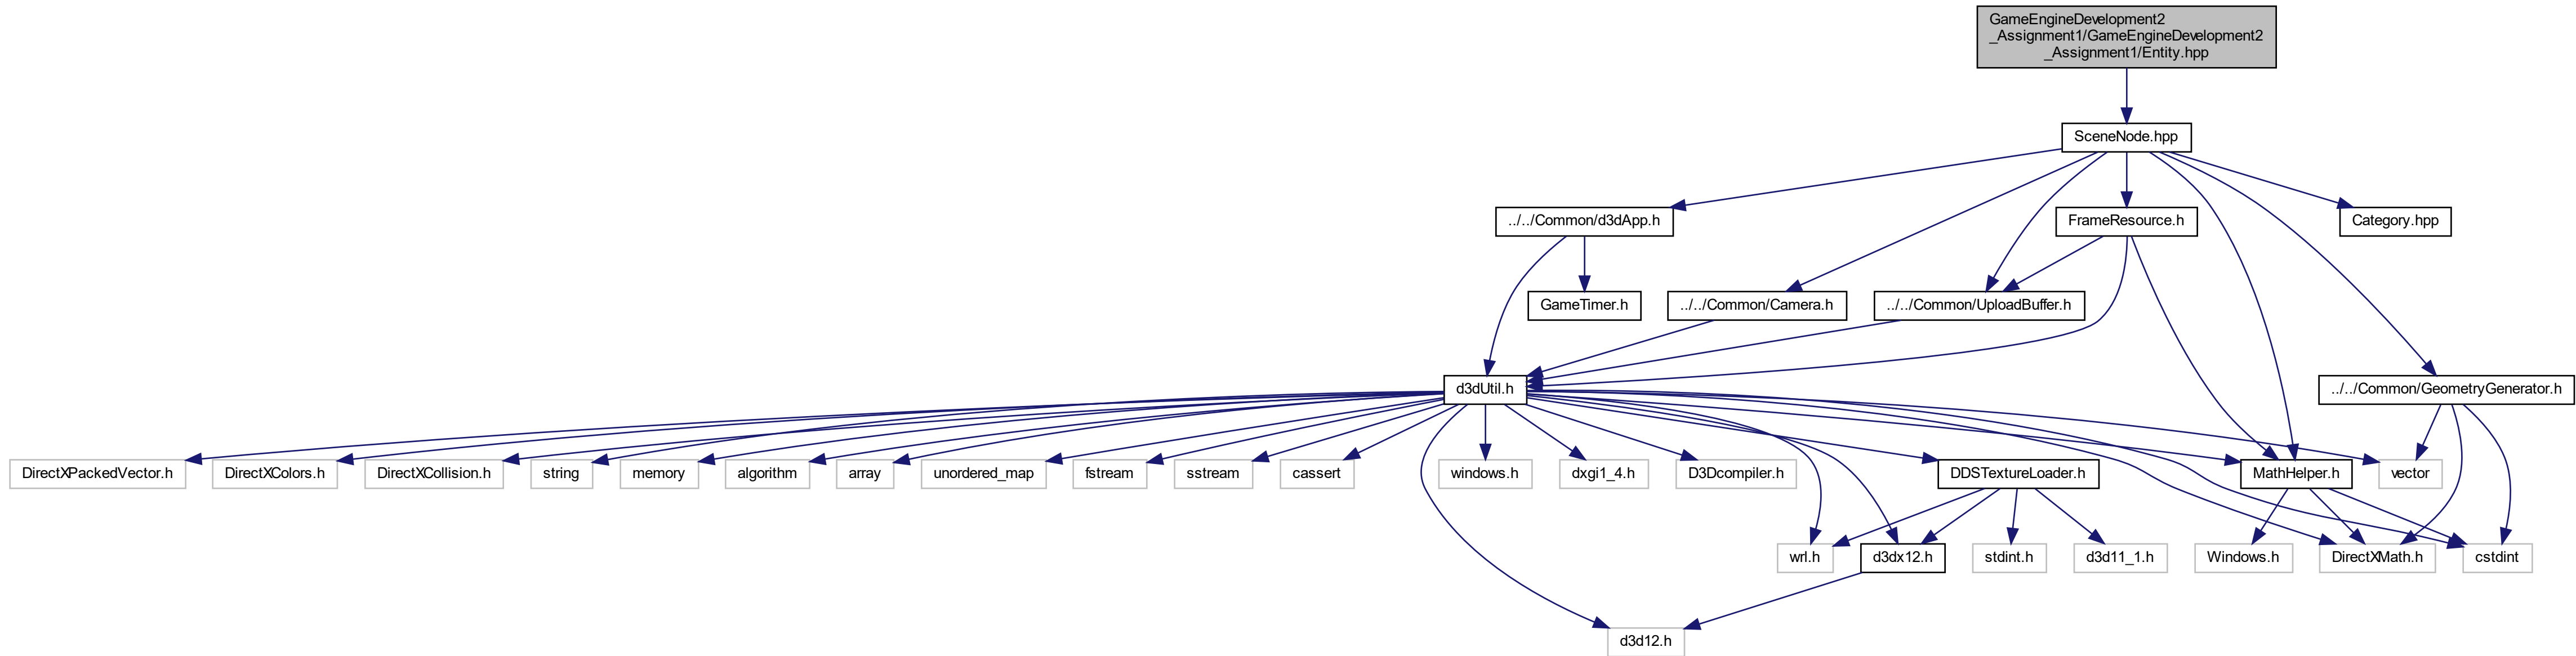 GameEngineDevelopment2
_Assignment1/GameEngineDevelopment2
_Assignment1/Entity.hpp
SceneNode.hpp
../../Common/d3dApp.h
FrameResource.h
Category.hpp
GameTimer.h
../../Common/Camera.h
../../Common/UploadBuffer.h
d3dUtil.h
../../Common/GeometryGenerator.h
DirectXPackedVector.h
DirectXColors.h
DirectXCollision.h
string
memory
algorithm
array
unordered_map
fstream
sstream
cassert
windows.h
dxgi1_4.h
D3Dcompiler.h
DDSTextureLoader.h
MathHelper.h
vector
wrl.h
d3dx12.h
stdint.h
d3d11_1.h
Windows.h
DirectXMath.h
cstdint
d3d12.h